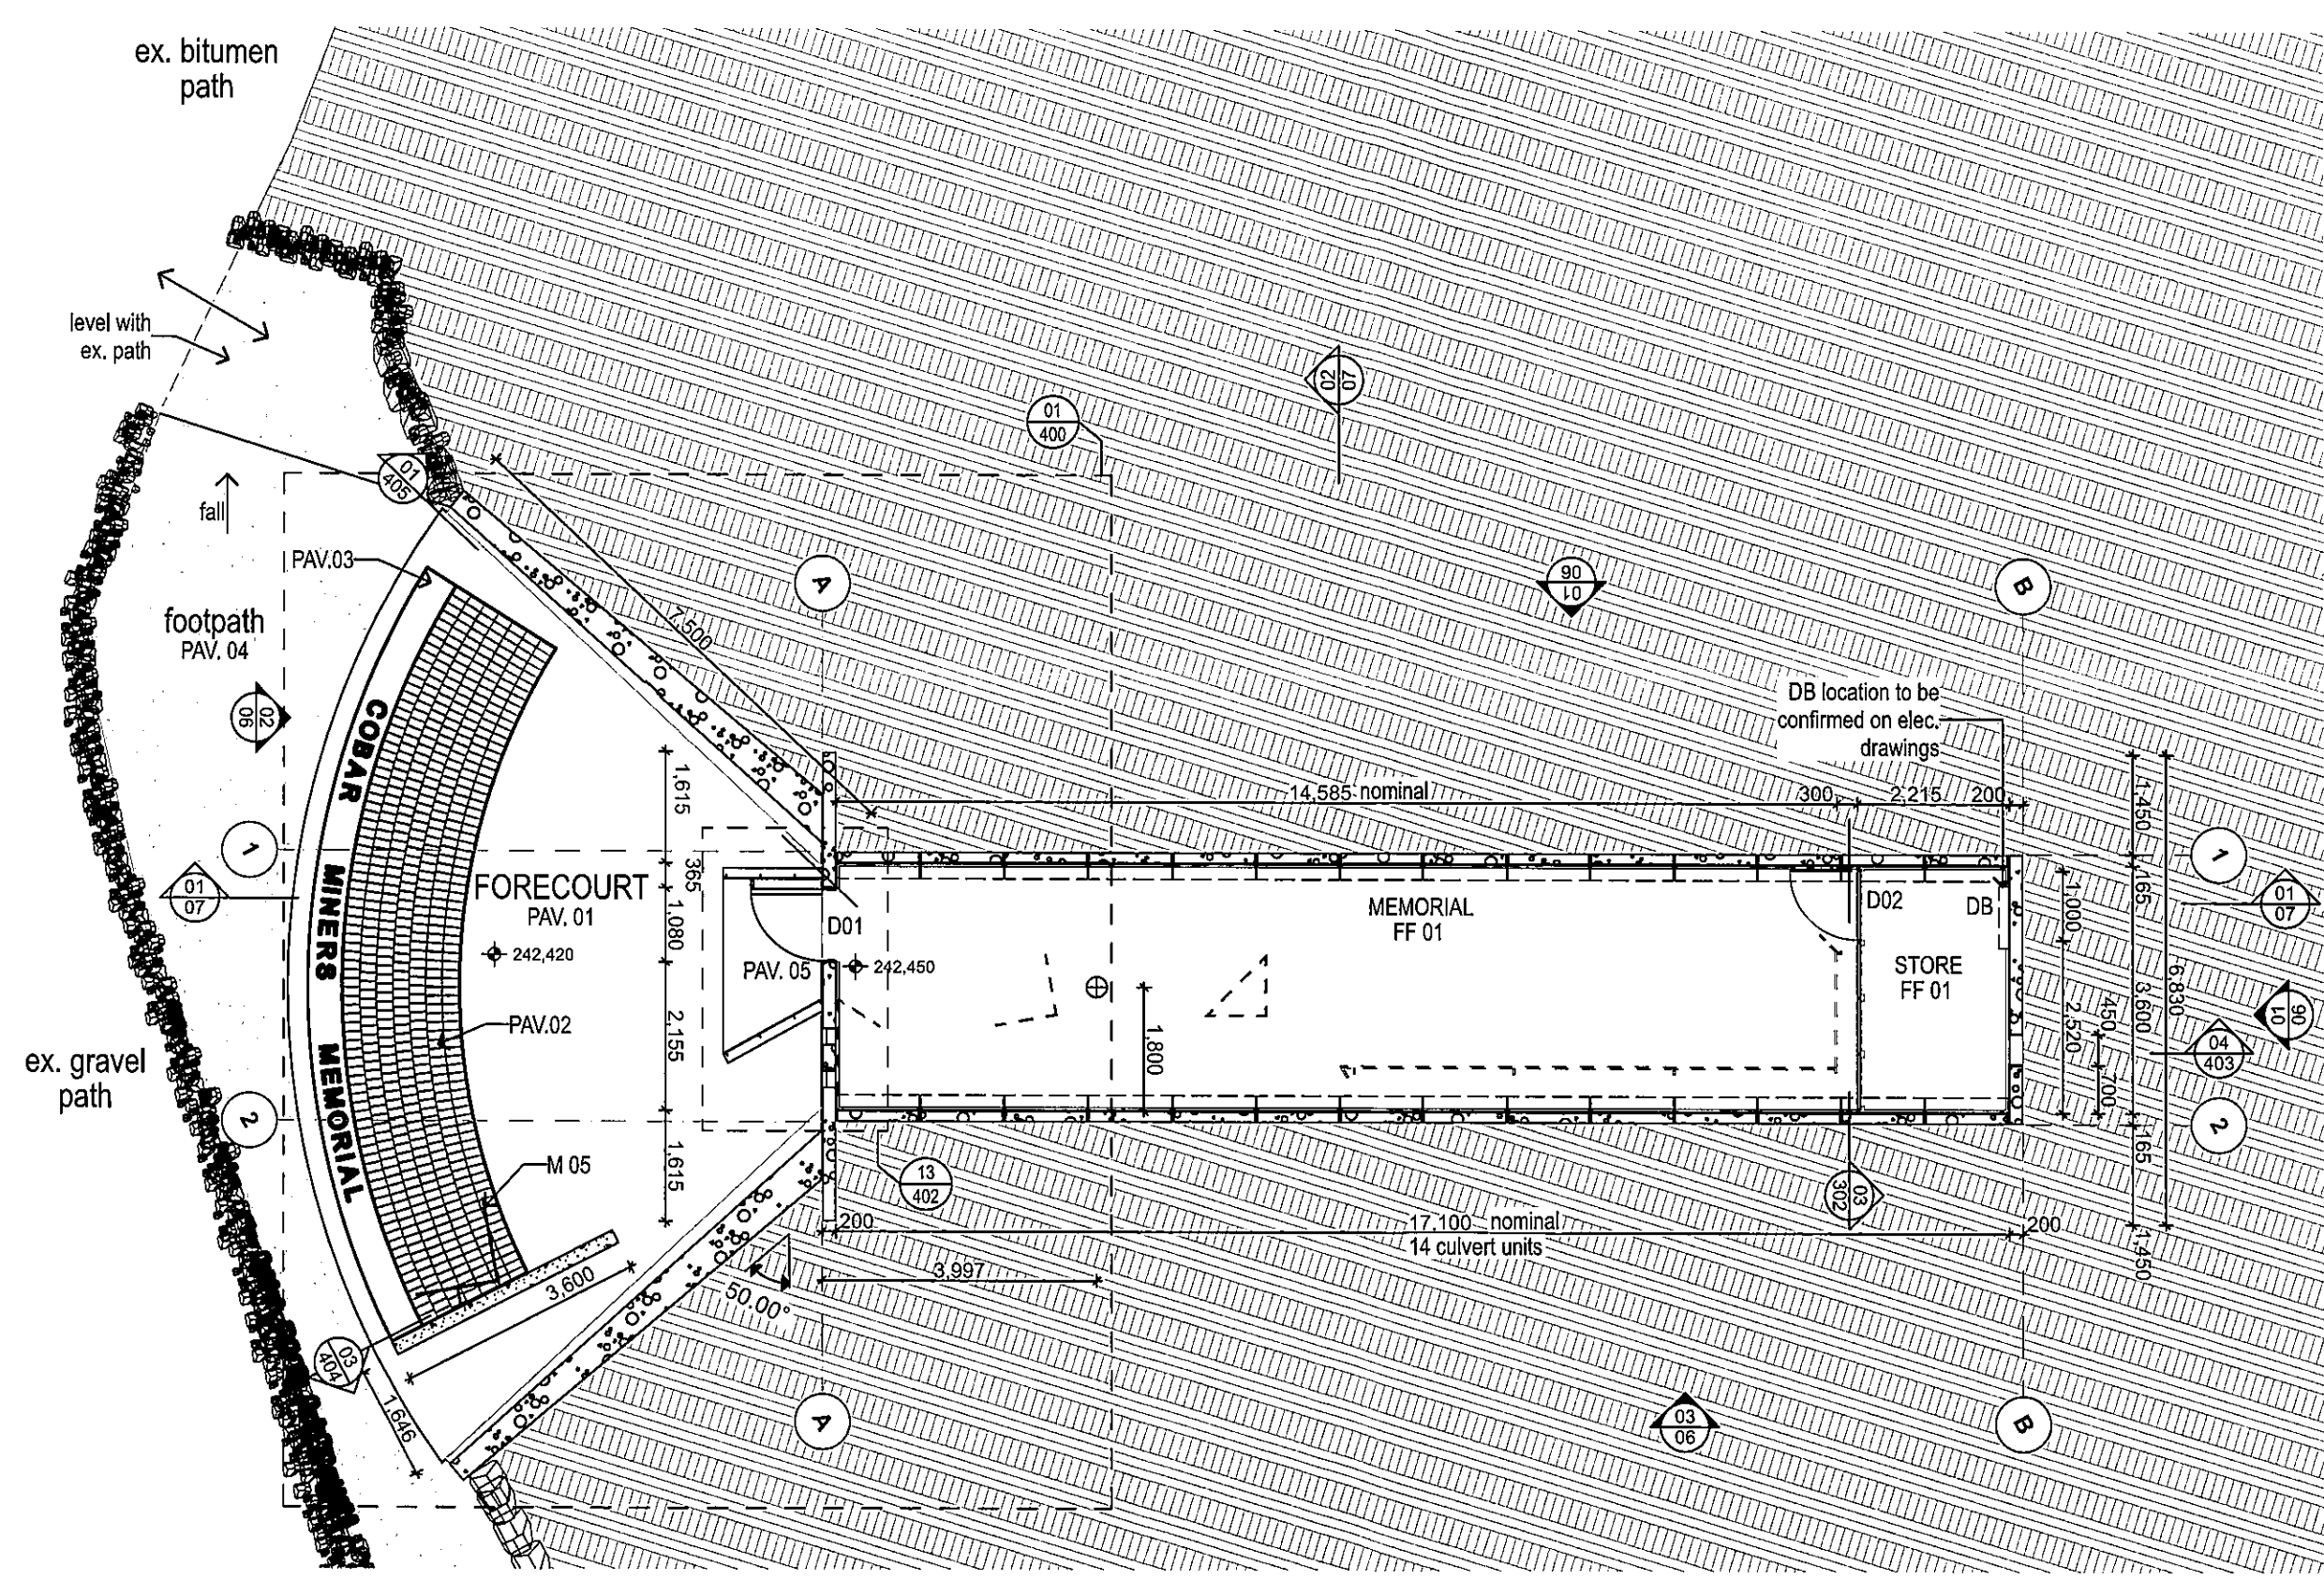 ex. bitumen
path
level with
ex. path
fall
01
405
01
400
02
07
PAV.03
footpath
PAV. 04
7,500
A
06
01
B
02
06
COBAR MINERS MEMORIAL
DB location to be
confirmed on elec.
drawings
1,615
14,585 nominal
300
2,215
200
1,450
1
1
01
07
365
FORECOURT
PAV. 01
1,080
D01
MEMORIAL
FF 01
D02
DB
1,000
165
01
07
242,420
PAV. 05
242,450
STORE
FF 01
6,830
3,600
2,520
450
06
01
PAV.02
2,155
1,800
04
403
ex. gravel
path
2
700
2
165
M 05
1,615
13
402
03
302
200
17,100 nominal
14 culvert units
200
1,450
3,997
3,600
50.00°
03
404
1,646
A
03
06
B